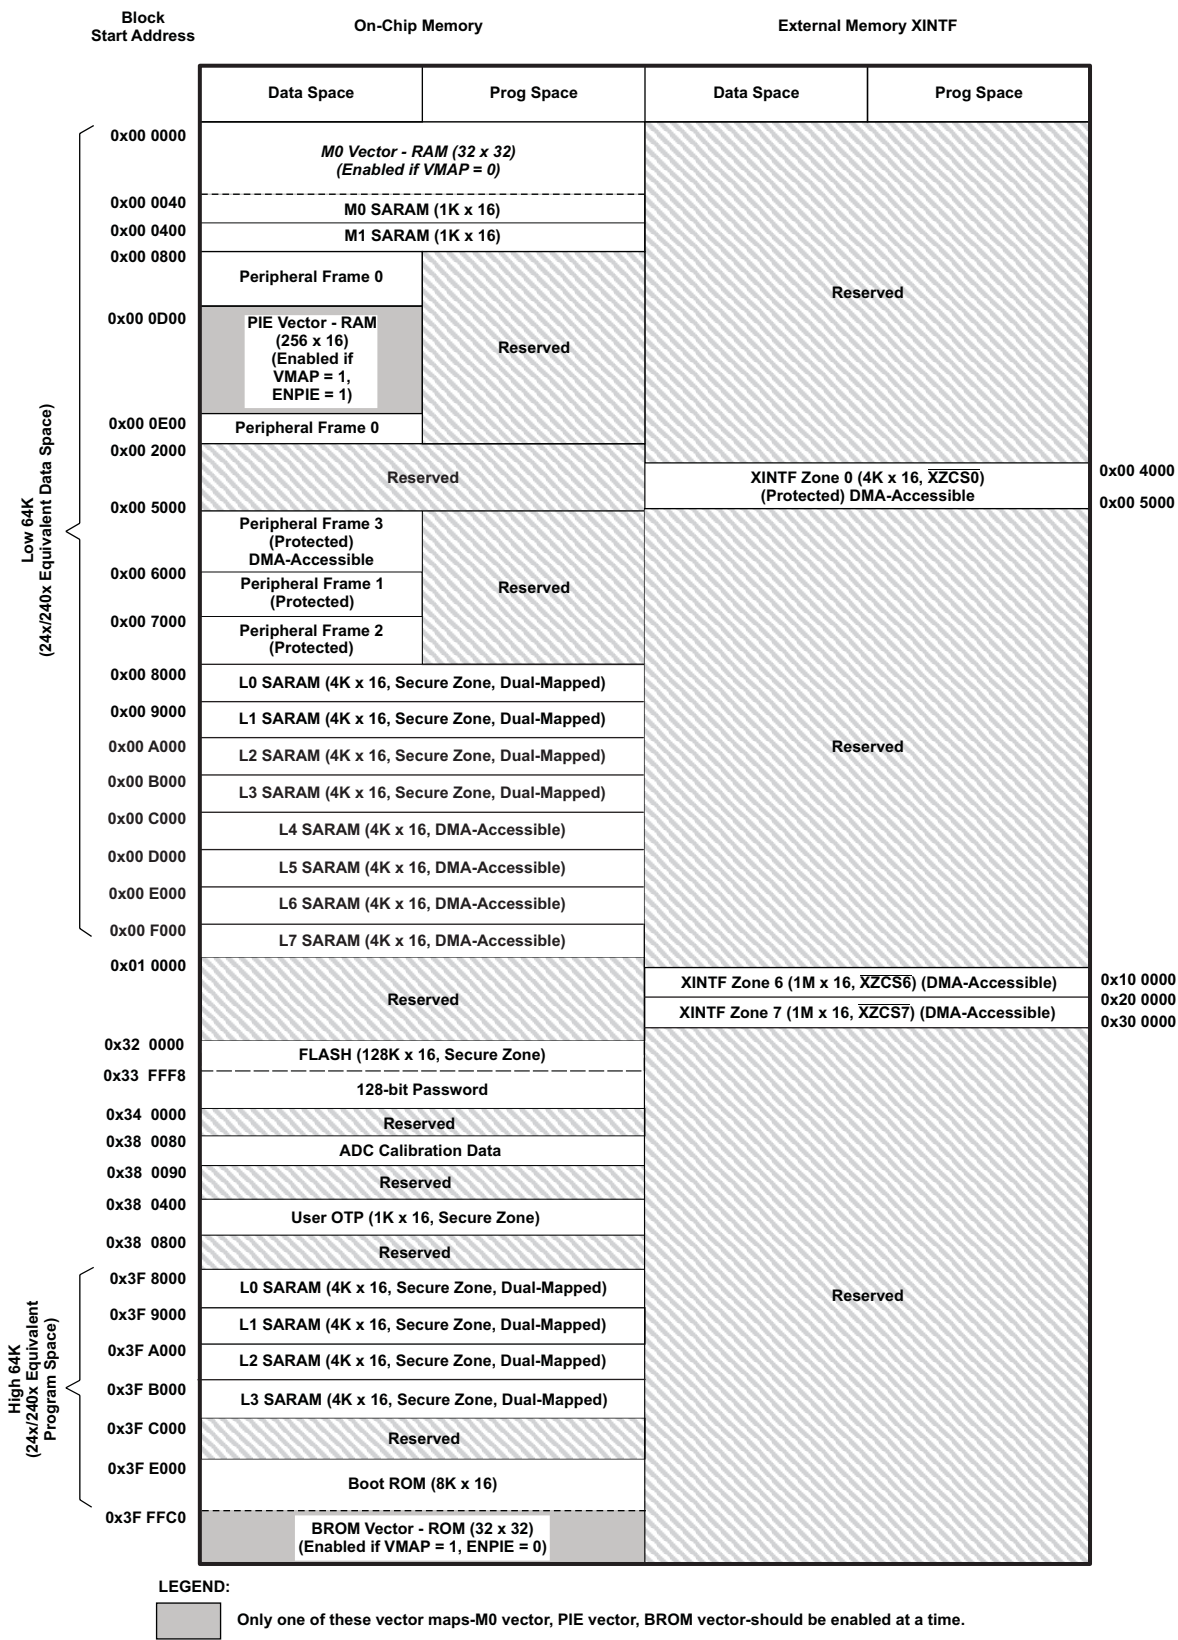 Block
Start Address
On-Chip Memory
External Memory XINTF
Data Space
Prog Space
Data Space
Prog Space
0x00 0000
M0 Vector - RAM (32 x 32)
(Enabled if VMAP = 0)
0x00 0040
M0 SARAM (1K x 16)
0x00 0400
M1 SARAM (1K x 16)
0x00 0800
Peripheral Frame 0
Reserved
Reserved
0x00 0D00
PIE Vector - RAM
(256 x 16)
(Enabled if
VMAP = 1,
ENPIE = 1)
0x00 0E00
Peripheral Frame 0
0x00 2000
Reserved
XINTF Zone 0 (4K x 16, XZCS0)
(Protected) DMA-Accessible
0x00 4000
0x00 5000
0x00 5000
Peripheral Frame 3
(Protected)
DMA-Accessible
Reserved
0x00 6000
Peripheral Frame 1
(Protected)
0x00 7000
Peripheral Frame 2
(Protected)
Low 64K
(24x/240x Equivalent Data Space)
0x00 8000
L0 SARAM (4K x 16, Secure Zone, Dual-Mapped)
0x00 9000
L1 SARAM (4K x 16, Secure Zone, Dual-Mapped)
0x00 A000
L2 SARAM (4K x 16, Secure Zone, Dual-Mapped)
Reserved
0x00 B000
L3 SARAM (4K x 16, Secure Zone, Dual-Mapped)
0x00 C000
L4 SARAM (4K x 16, DMA-Accessible)
0x00 D000
L5 SARAM (4K x 16, DMA-Accessible)
0x00 E000
L6 SARAM (4K x 16, DMA-Accessible)
0x00 F000
L7 SARAM (4K x 16, DMA-Accessible)
0x01 0000
Reserved
XINTF Zone 6 (1M x 16, XZCS6) (DMA-Accessible)
0x10 0000
0x20 0000
XINTF Zone 7 (1M x 16, XZCS7) (DMA-Accessible)
0x30 0000
0x32 0000
FLASH (128K x 16, Secure Zone)
0x33 FFF8
128-bit Password
0x34 0000
Reserved
0x38 0080
ADC Calibration Data
0x38 0090
Reserved
0x38 0400
User OTP (1K x 16, Secure Zone)
0x38 0800
Reserved
0x3F 8000
L0 SARAM (4K x 16, Secure Zone, Dual-Mapped)
Reserved
0x3F 9000
L1 SARAM (4K x 16, Secure Zone, Dual-Mapped)
0x3F A000
L2 SARAM (4K x 16, Secure Zone, Dual-Mapped)
0x3F B000
L3 SARAM (4K x 16, Secure Zone, Dual-Mapped)
High 64K
(24x/240x Equivalent
Program Space)
0x3F C000
Reserved
0x3F E000
Boot ROM (8K x 16)
0x3F FFC0
BROM Vector - ROM (32 x 32)
(Enabled if VMAP = 1, ENPIE = 0)
LEGEND:
Only one of these vector maps-M0 vector, PIE vector, BROM vector-should be enabled at a time.